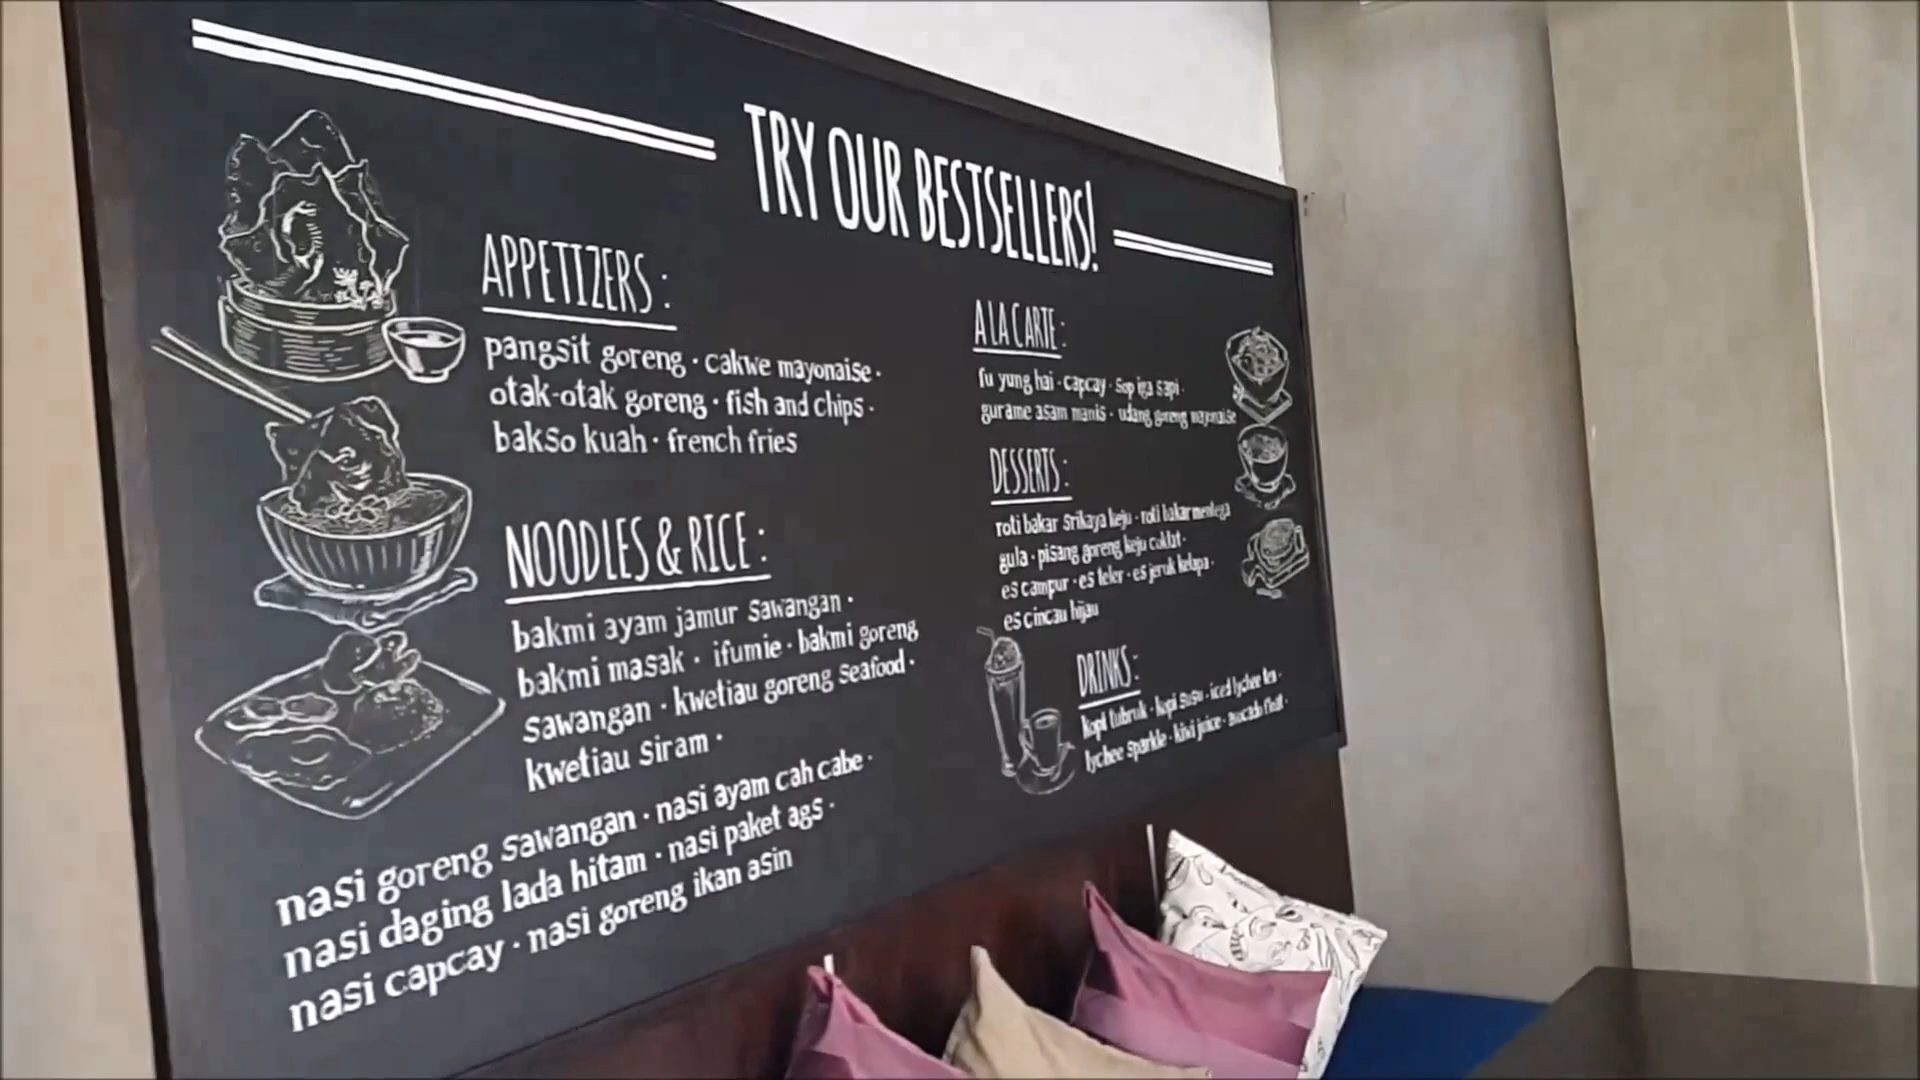 TRY OUR BESTSELLERS!
APPETIZERS :
pangsit goreng · cakwe mayonaise ·
otak-otak goreng · fish and chips ·
bakso kuah · french fries
NOODLES & RICE :
bakmi ayam jamur sawangan ·
bakmi masak · ifumie · bakmi goreng
sawangan · kwetiau goreng seafood ·
kwetiau siram ·
nasi goreng sawangan · nasi ayam cah cabe ·
nasi daging lada hitam · nasi paket ags ·
nasi capcay · nasi goreng ikan asin
A LA CARTE :
fu yung hai · capcay · sop iga sapi ·
gurame asam manis · udang goreng mayonaise
DESSERTS :
roti bakar srikaya keju · roti bakar mentega
gula · pisang goreng keju coklat ·
es campur · es teler · es jeruk kelapa ·
es cincau hijau
DRINKS :
kopi tubruk · kopi susu · iced lychee tea ·
lychee sparkle · kiwi juice · avocado float ·